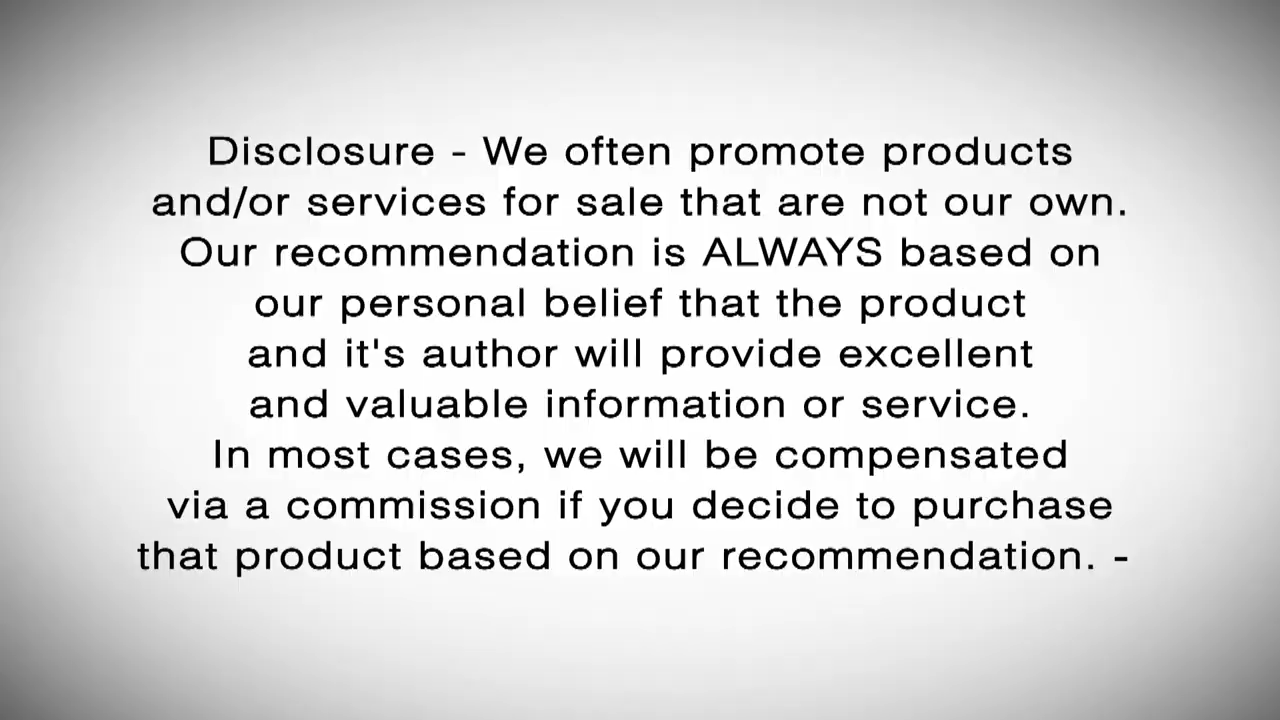 Disclosure - We often promote products
and/or services for sale that are not our own.
Our recommendation is ALWAYS based on
our personal belief that the product
and it's author will provide excellent
and valuable information or service.
In most cases, we will be compensated
via a commission if you decide to purchase
that product based on our recommendation. -